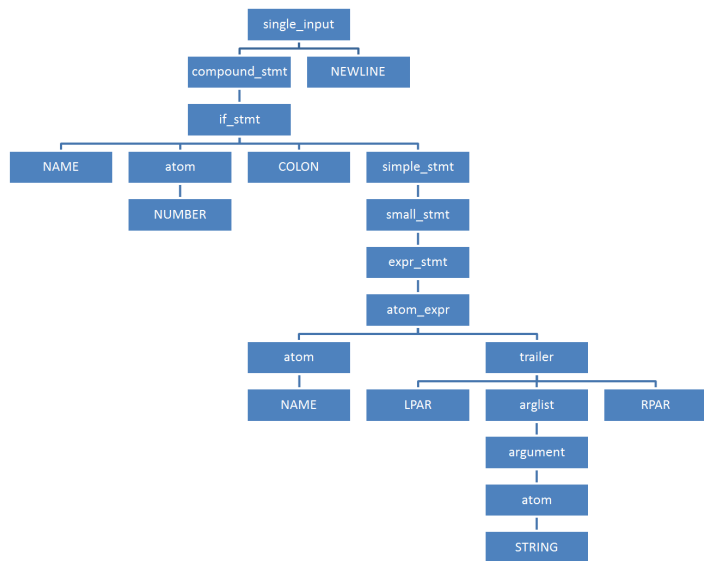 single_input
compound_stmt NEWLINE
if_stmt
NAME atom COLON simple_stmt
NUMBER small_stmt
expr_stmt
atom_expr
atom trailer
NAME LPAR arglist RPAR
argument
atom
STRING